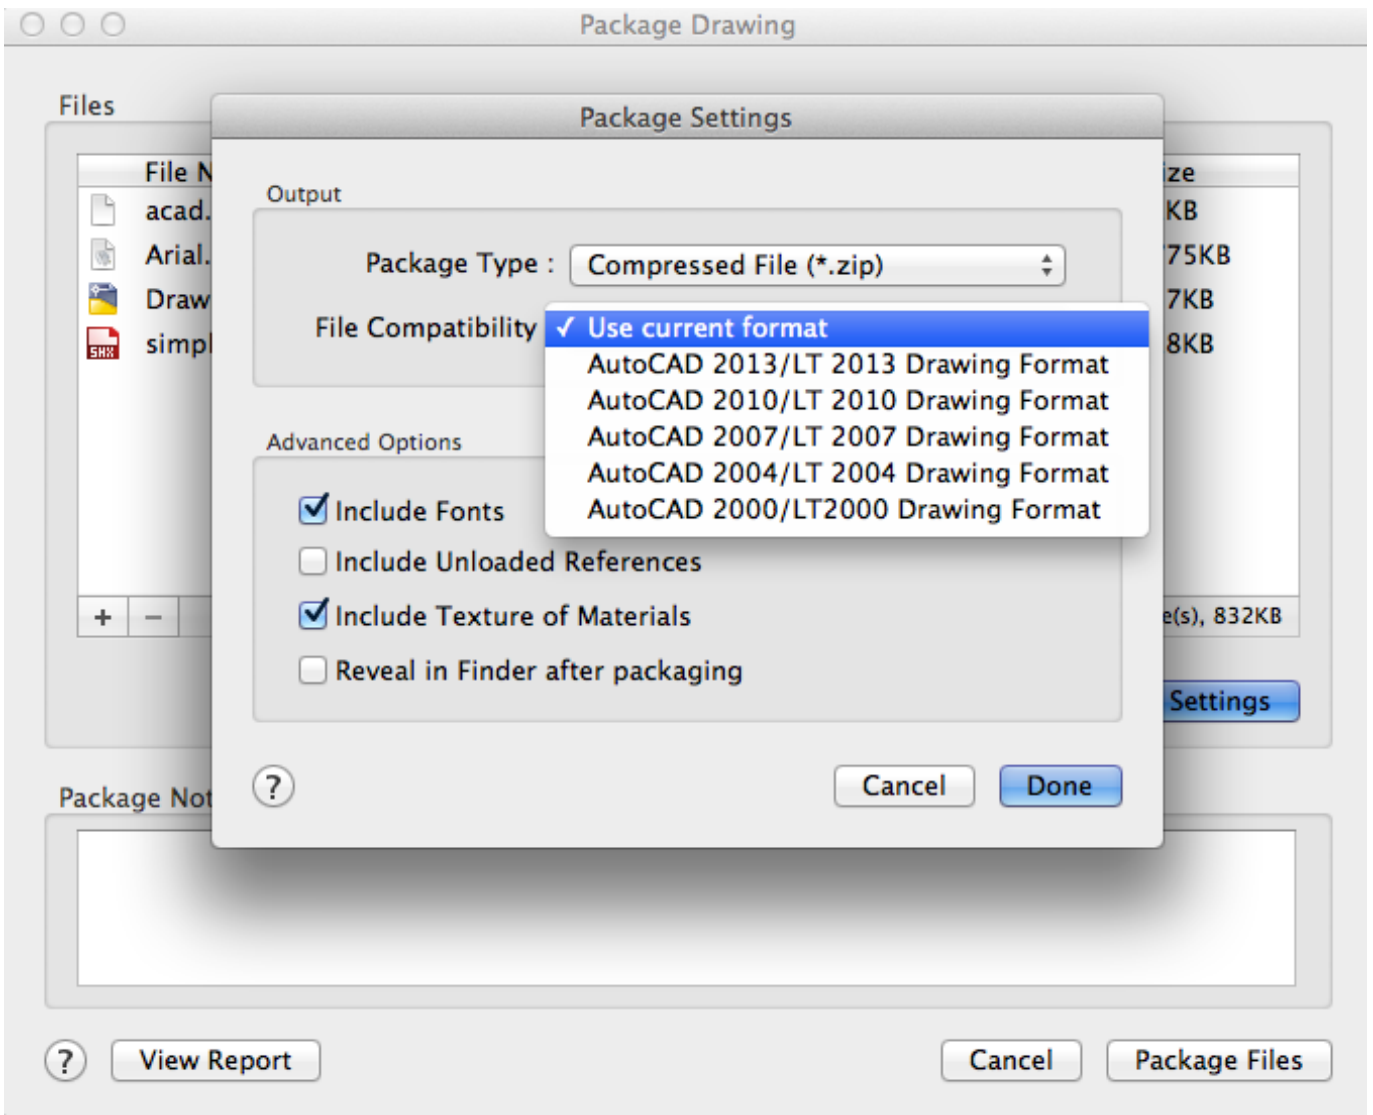 Package Drawing
Files
Package Settings
File N
ize
Output
acad.
KB
Arial.
75KB
Package Type : Compressed File (*.zip)
Draw
7KB
File Compatibility ✓ Use current format
simpl
SHX
8KB
AutoCAD 2013/LT 2013 Drawing Format
AutoCAD 2010/LT 2010 Drawing Format
AutoCAD 2007/LT 2007 Drawing Format
AutoCAD 2004/LT 2004 Drawing Format
AutoCAD 2000/LT2000 Drawing Format
Advanced Options
Include Fonts
Include Unloaded References
Include Texture of Materials
Reveal in Finder after packaging
+ −
e(s), 832KB
Settings
? Cancel Done
Package Not
? View Report Cancel Package Files